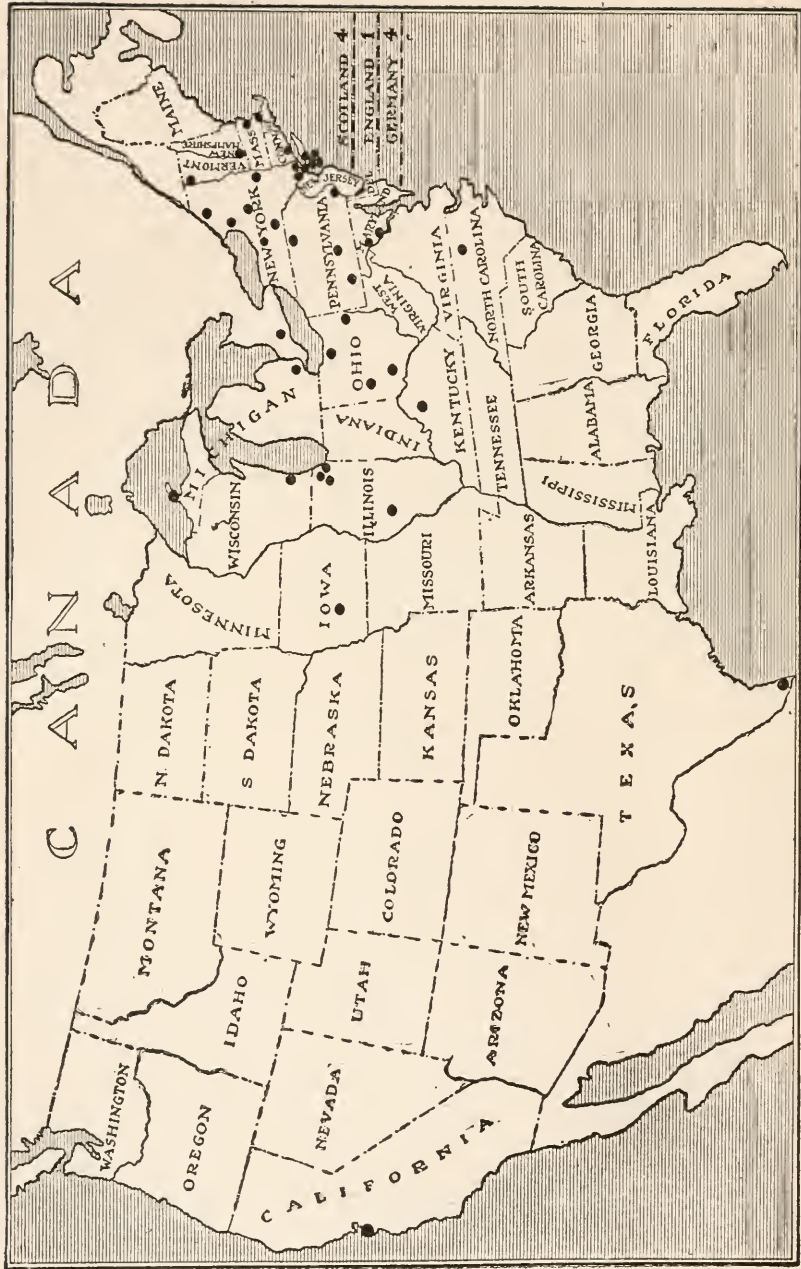 CANADA
WASHINGTON
OREGON
CALIFORNIA
NEVADA
IDAHO
MONTANA
WYOMING
UTAH
COLORADO
ARIZONA
NEW MEXICO
N. DAKOTA
S DAKOTA
NEBRASKA
KANSAS
OKLAHOMA
TEXAS
MINNESOTA
IOWA
MISSOURI
ARKANSAS
LOUISIANA
WISCONSIN
ILLINOIS
MICHIGAN
INDIANA
OHIO
KENTUCKY
TENNESSEE
MISSISSIPPI
ALABAMA
GEORGIA
FLORIDA
SOUTH
CAROLINA
NORTH CAROLINA
VIRGINIA
WEST
VIRGINIA
PENNSYLVANIA
NEW YORK
VERMONT
NEW
HAMPSHIRE
MAINE
MASS
CONN
JERSEY
DEL
SCOTLAND 4
ENGLAND 1
GERMANY 4